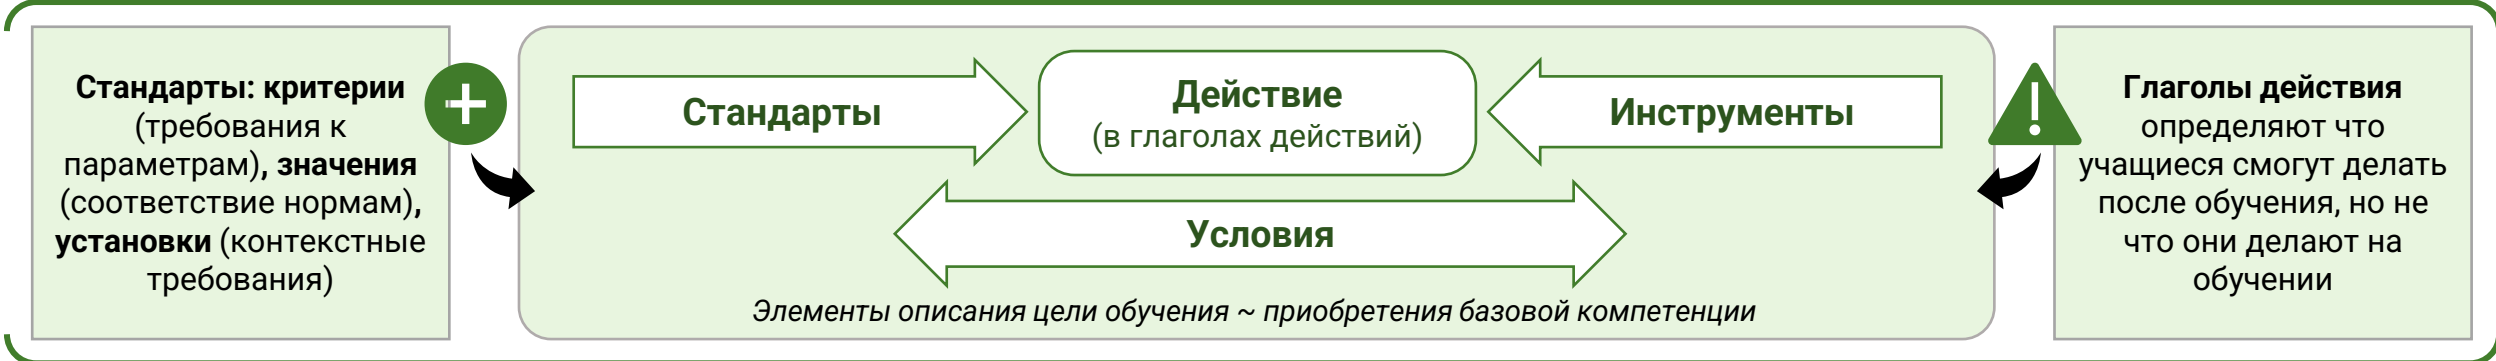 Стандарты: критерии
(требования к
параметрам), значения
(соответствие нормам),
установки (контекстные
требования)
Стандарты
Действие
(в глаголах действий)
Инструменты
Условия
Элементы описания цели обучения ~ приобретения базовой компетенции
Глаголы действия
определяют что
учащиеся смогут делать
после обучения, но не
что они делают на
обучении